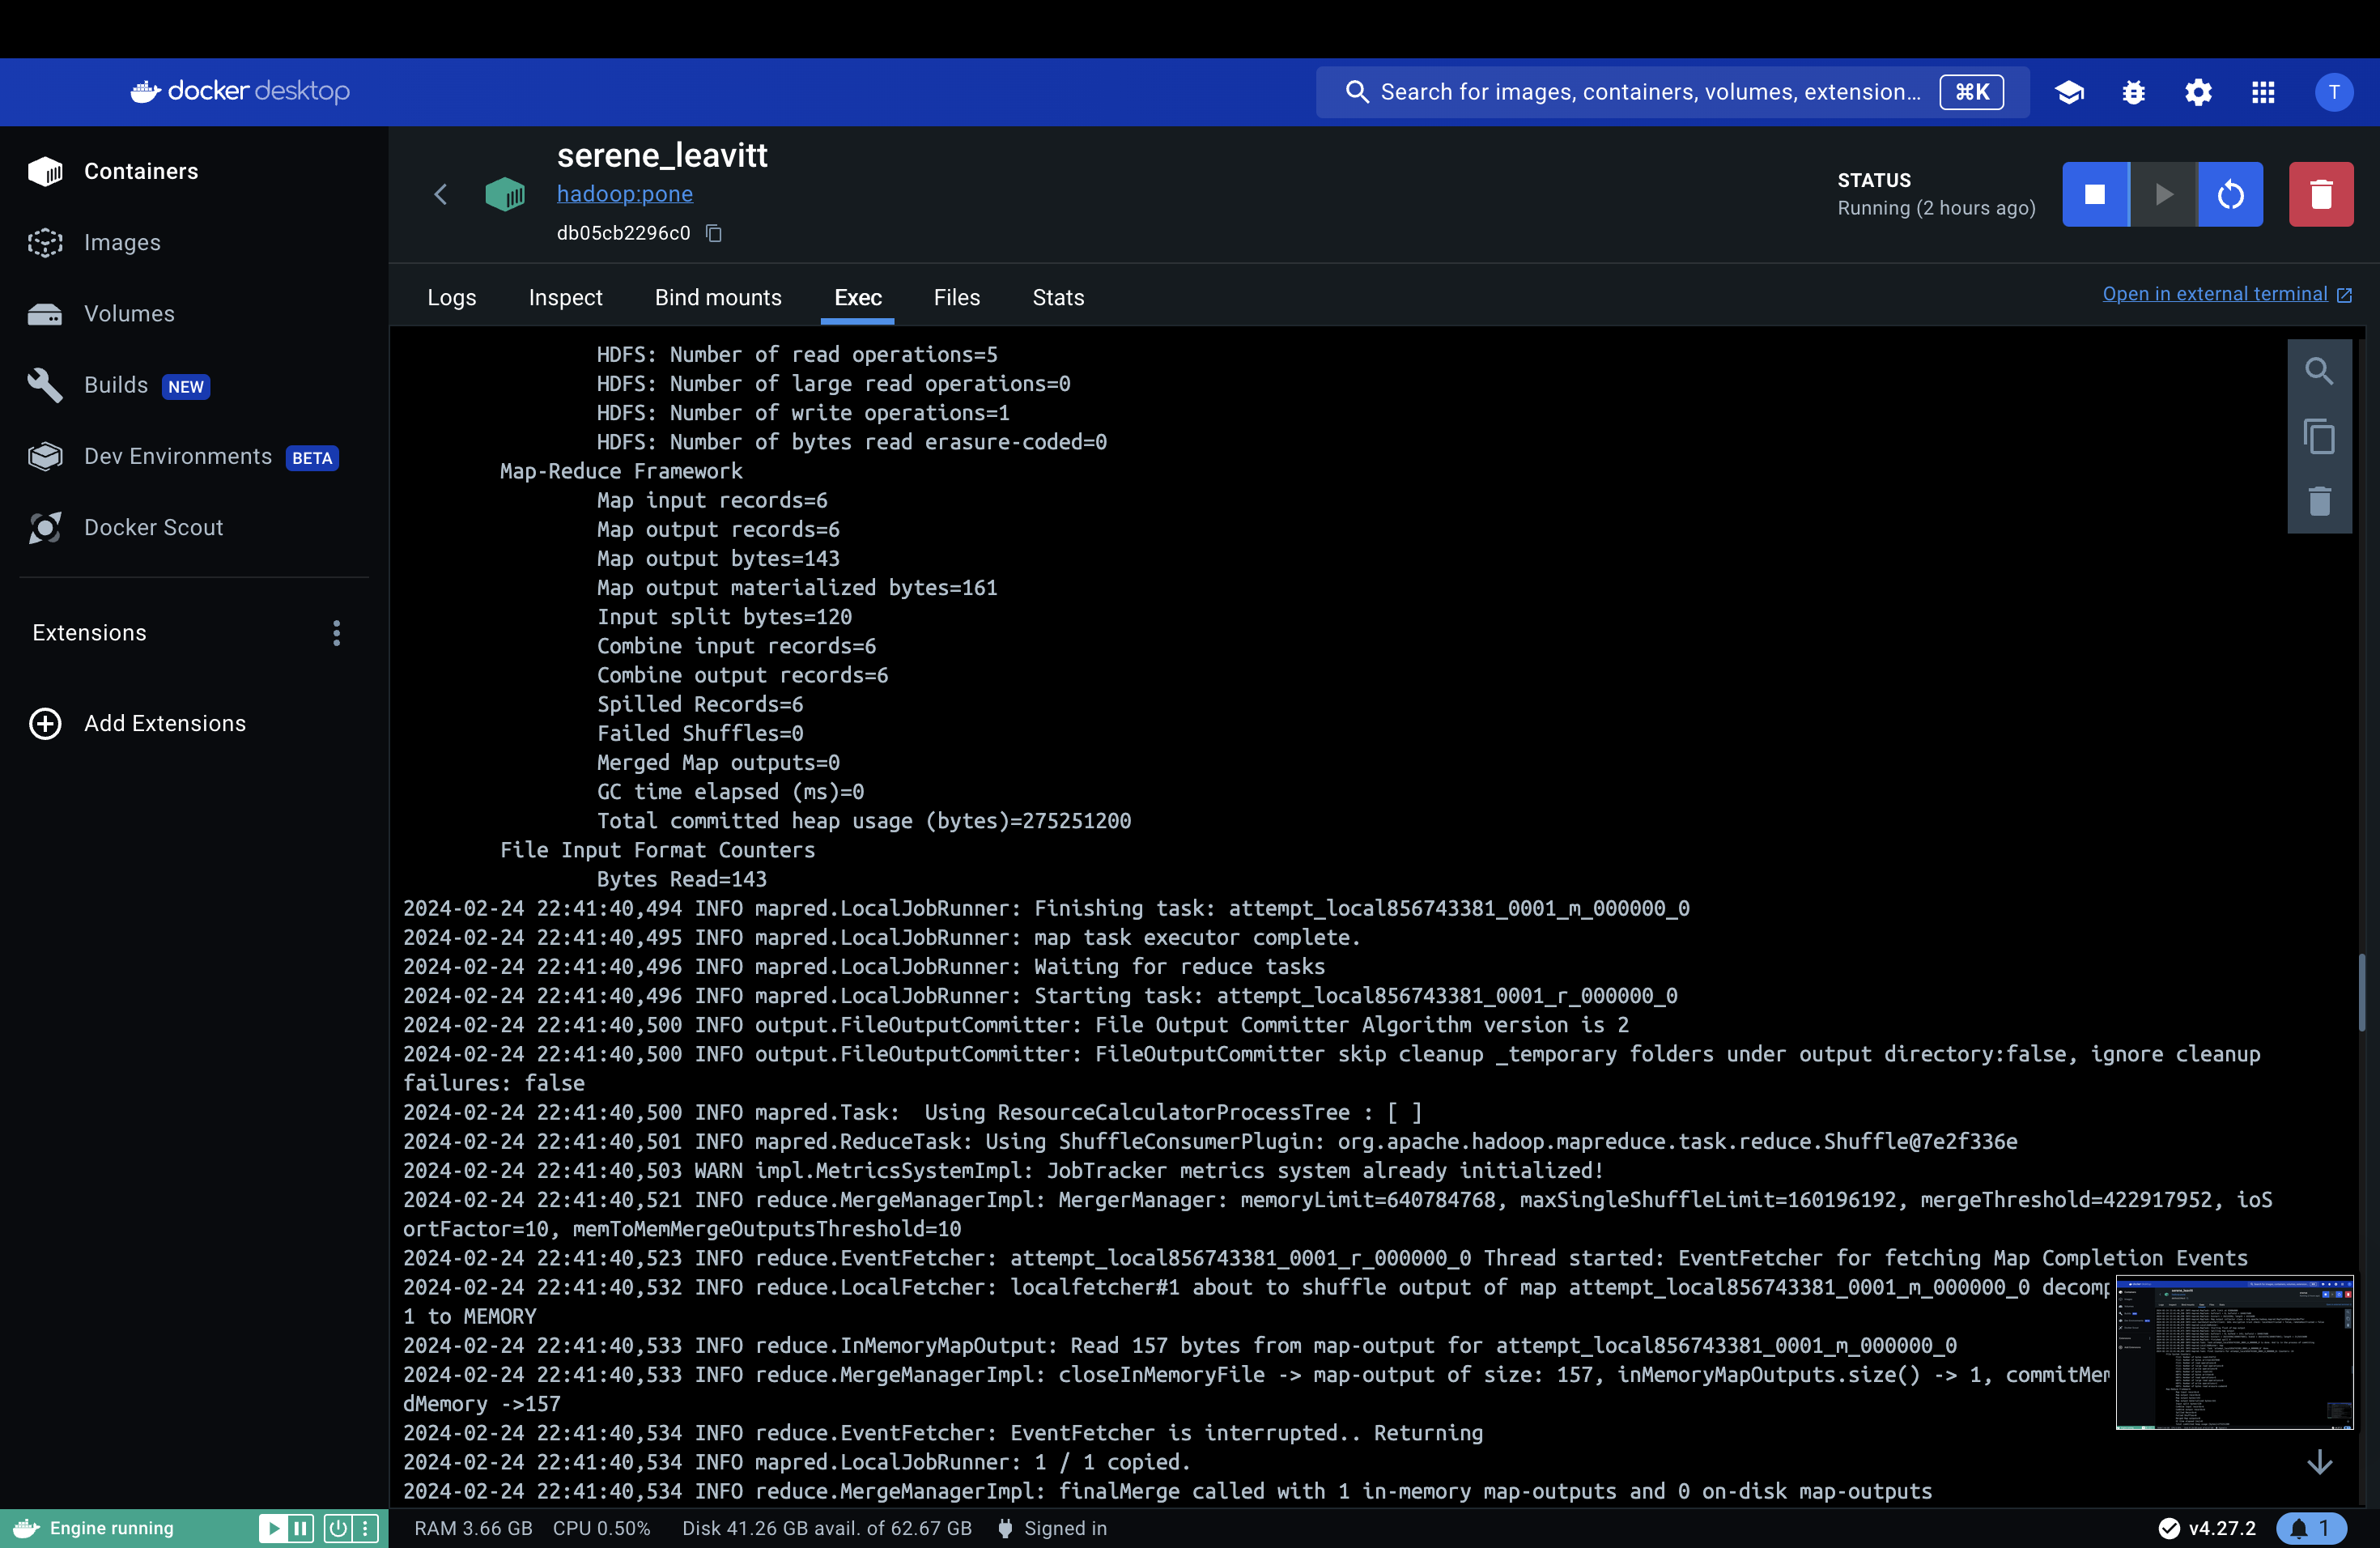 docker desktop
Search for images, containers, volumes, extension... ⌘K
T
Containers
Images
Volumes
Builds NEW
Dev Environments BETA
Docker Scout
Extensions
Add Extensions
serene_leavitt
hadoop:pone
db05cb2296c0
STATUS
Running (2 hours ago)
Logs Inspect Bind mounts Exec Files Stats
Open in external terminal
HDFS: Number of read operations=5
HDFS: Number of large read operations=0
HDFS: Number of write operations=1
HDFS: Number of bytes read erasure-coded=0
Map-Reduce Framework
Map input records=6
Map output records=6
Map output bytes=143
Map output materialized bytes=161
Input split bytes=120
Combine input records=6
Combine output records=6
Spilled Records=6
Failed Shuffles=0
Merged Map outputs=0
GC time elapsed (ms)=0
Total committed heap usage (bytes)=275251200
File Input Format Counters
Bytes Read=143
2024-02-24 22:41:40,494 INFO mapred.LocalJobRunner: Finishing task: attempt_local856743381_0001_m_000000_0
2024-02-24 22:41:40,495 INFO mapred.LocalJobRunner: map task executor complete.
2024-02-24 22:41:40,496 INFO mapred.LocalJobRunner: Waiting for reduce tasks
2024-02-24 22:41:40,496 INFO mapred.LocalJobRunner: Starting task: attempt_local856743381_0001_r_000000_0
2024-02-24 22:41:40,500 INFO output.FileOutputCommitter: File Output Committer Algorithm version is 2
2024-02-24 22:41:40,500 INFO output.FileOutputCommitter: FileOutputCommitter skip cleanup _temporary folders under output directory:false, ignore cleanup
failures: false
2024-02-24 22:41:40,500 INFO mapred.Task:  Using ResourceCalculatorProcessTree : [ ]
2024-02-24 22:41:40,501 INFO mapred.ReduceTask: Using ShuffleConsumerPlugin: org.apache.hadoop.mapreduce.task.reduce.Shuffle@7e2f336e
2024-02-24 22:41:40,503 WARN impl.MetricsSystemImpl: JobTracker metrics system already initialized!
2024-02-24 22:41:40,521 INFO reduce.MergeManagerImpl: MergerManager: memoryLimit=640784768, maxSingleShuffleLimit=160196192, mergeThreshold=422917952, ioS
ortFactor=10, memToMemMergeOutputsThreshold=10
2024-02-24 22:41:40,523 INFO reduce.EventFetcher: attempt_local856743381_0001_r_000000_0 Thread started: EventFetcher for fetching Map Completion Events
2024-02-24 22:41:40,532 INFO reduce.LocalFetcher: localfetcher#1 about to shuffle output of map attempt_local856743381_0001_m_000000_0 decomp
1 to MEMORY
2024-02-24 22:41:40,533 INFO reduce.InMemoryMapOutput: Read 157 bytes from map-output for attempt_local856743381_0001_m_000000_0
2024-02-24 22:41:40,533 INFO reduce.MergeManagerImpl: closeInMemoryFile -> map-output of size: 157, inMemoryMapOutputs.size() -> 1, commitMem
dMemory ->157
2024-02-24 22:41:40,534 INFO reduce.EventFetcher: EventFetcher is interrupted.. Returning
2024-02-24 22:41:40,534 INFO mapred.LocalJobRunner: 1 / 1 copied.
2024-02-24 22:41:40,534 INFO reduce.MergeManagerImpl: finalMerge called with 1 in-memory map-outputs and 0 on-disk map-outputs
Engine running
RAM 3.66 GB CPU 0.50% Disk 41.26 GB avail. of 62.67 GB Signed in
v4.27.2 1